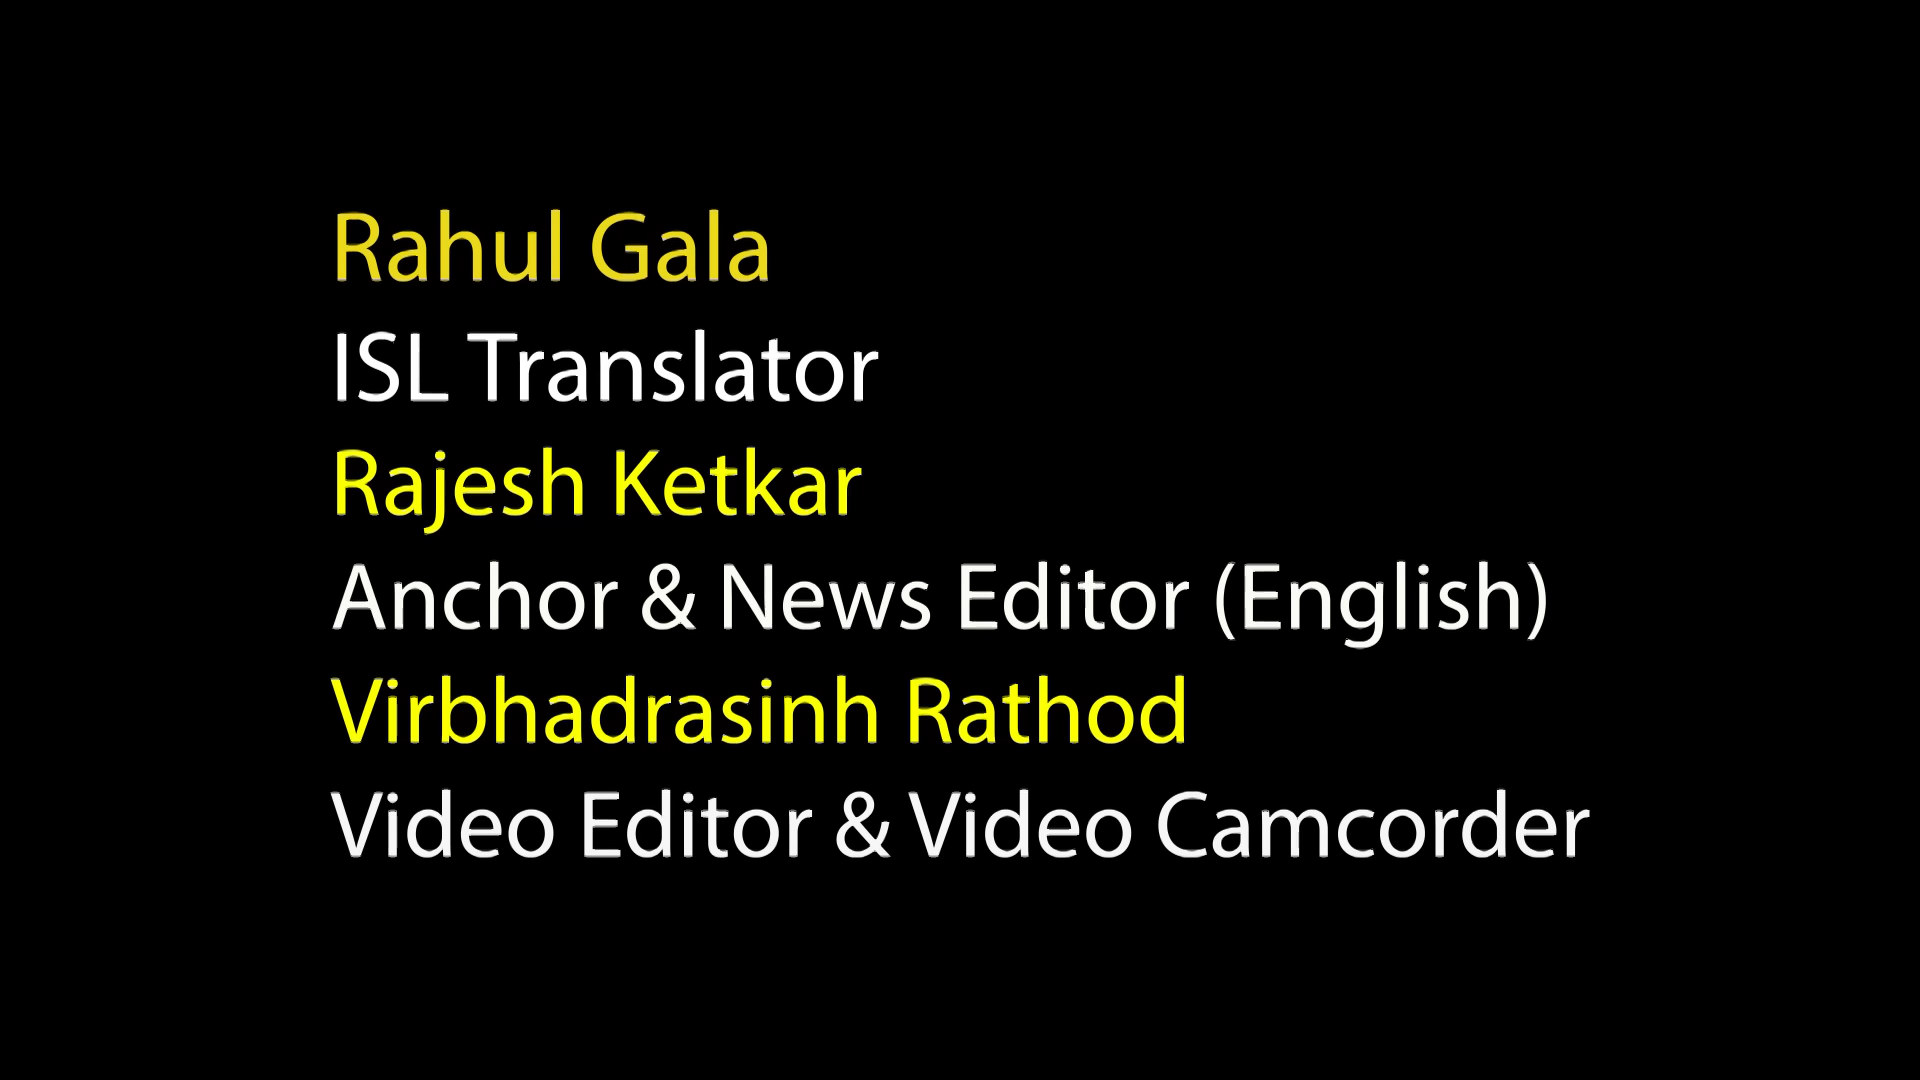 Rahul Gala
ISL Translator
Rajesh Ketkar
Anchor & News Editor (English)
Virbhadrasinh Rathod
Video Editor & Video Camcorder